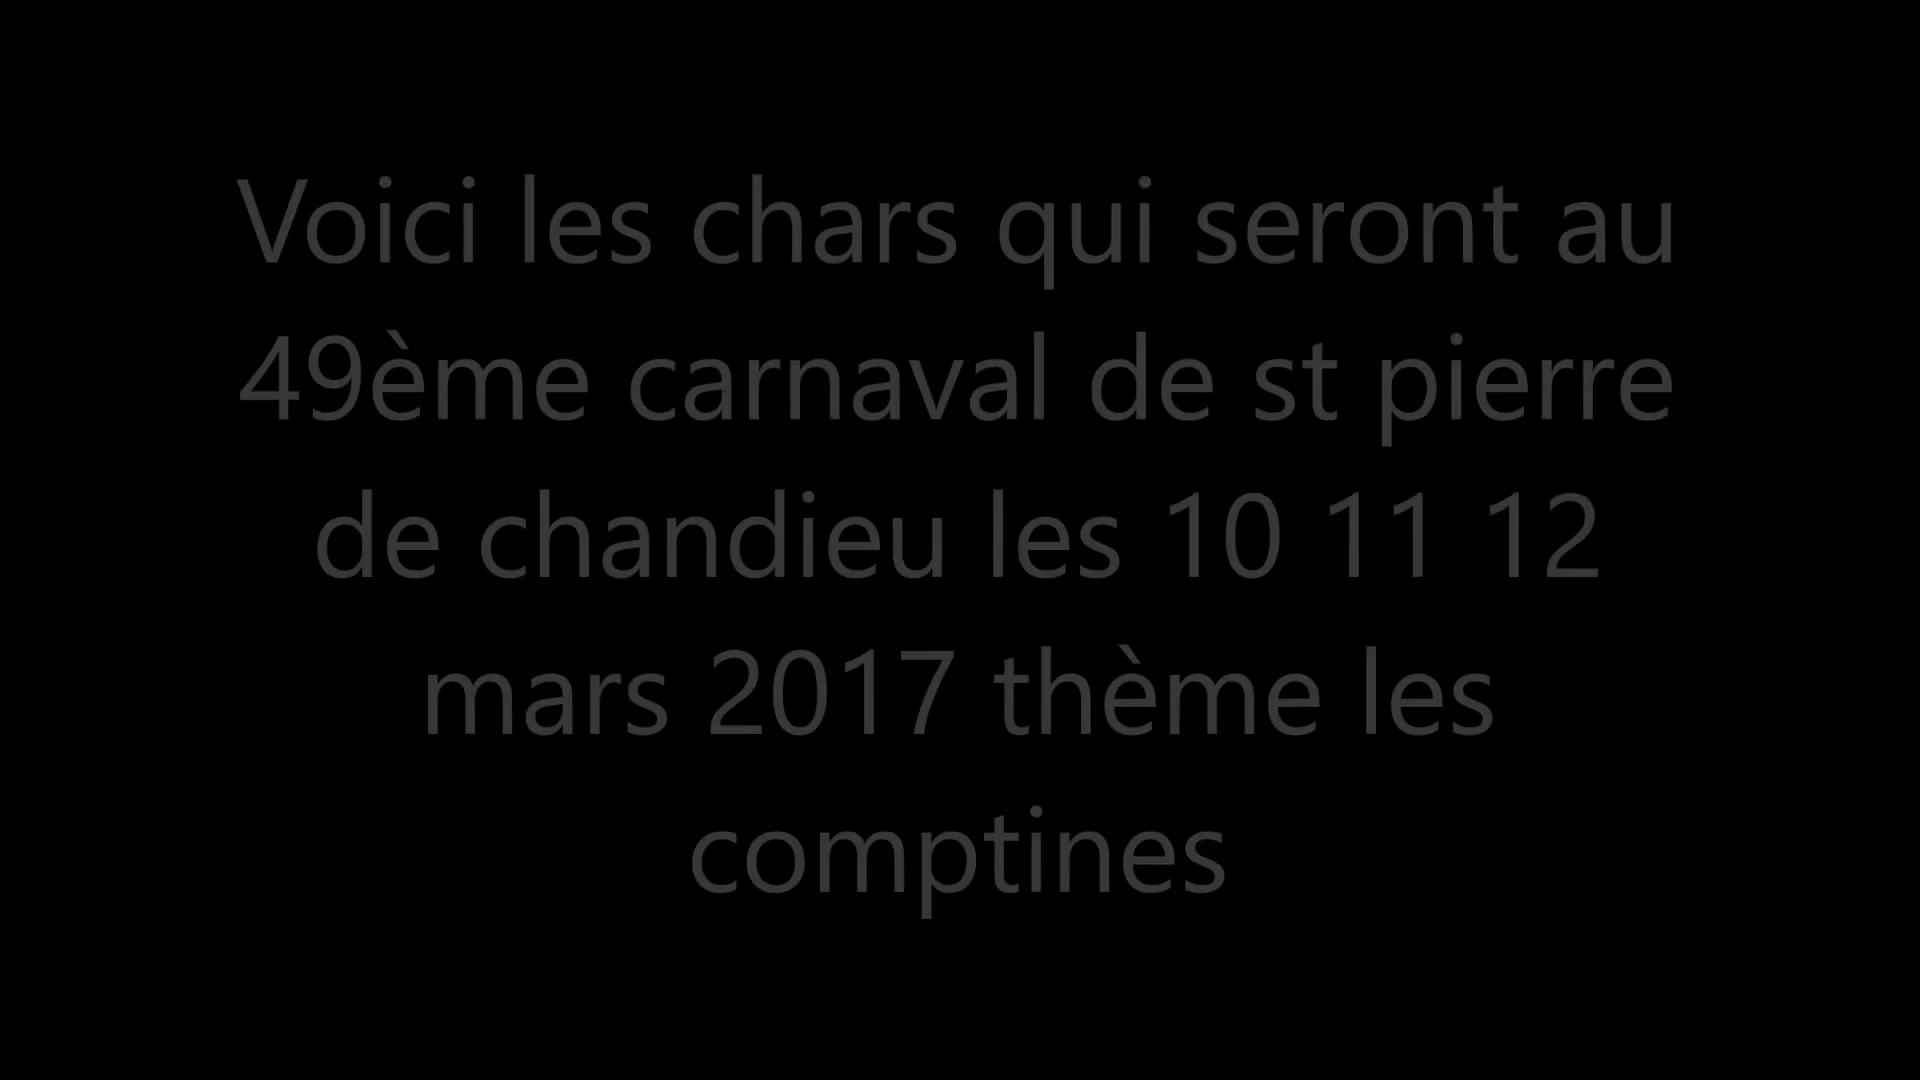 Voici les chars qui seront au
49ème carnaval de st pierre
de chandieu les 10 11 12
mars 2017 thème les
comptines